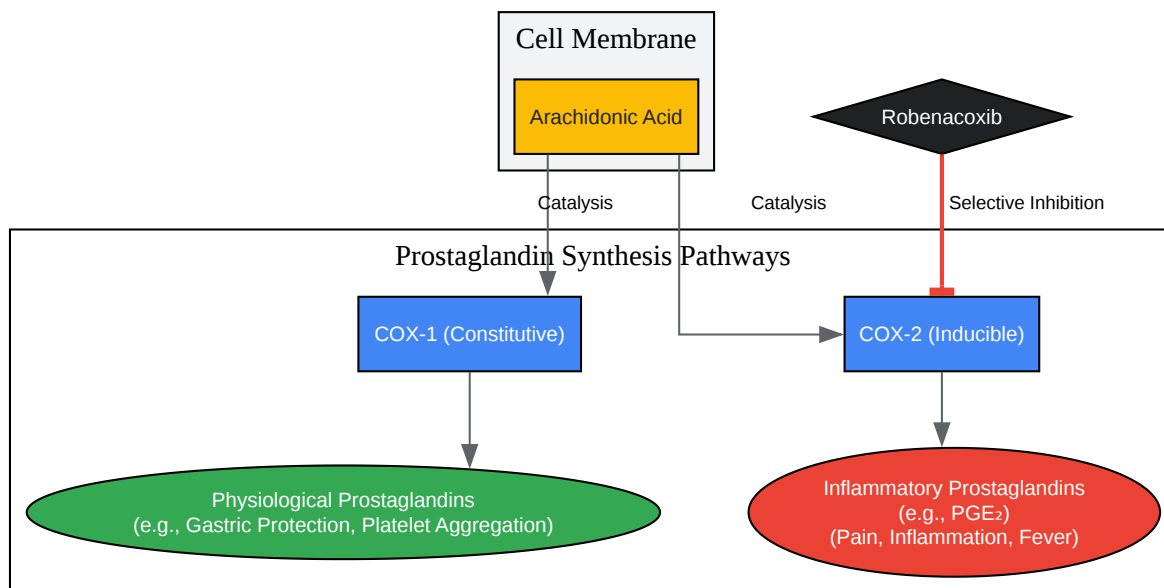 Cell Membrane
Arachidonic Acid
Robenacoxib
Catalysis
Catalysis
Selective Inhibition
Prostaglandin Synthesis Pathways
COX-1 (Constitutive)
COX-2 (Inducible)
Physiological Prostaglandins
(e.g., Gastric Protection, Platelet Aggregation)
Inflammatory Prostaglandins
(e.g., PGE₂)
(Pain, Inflammation, Fever)